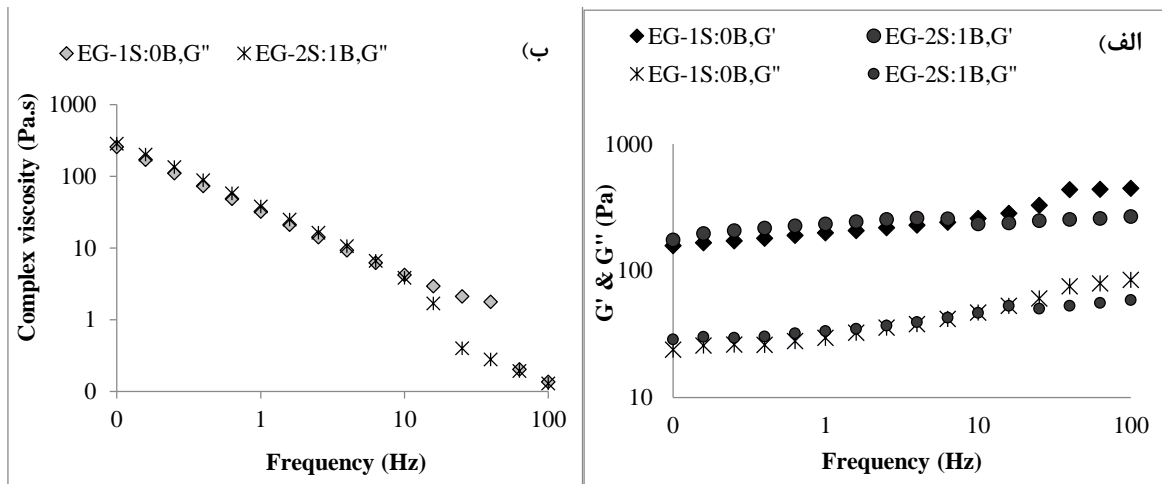 ◇EG-1S:0B,G" ✳EG-2S:1B,G" ب)
1000
100
10
1
0
Complex viscosity (Pa.s)
0 1 10 100
Frequency (Hz)
◆EG-1S:0B,G' ●EG-2S:1B,G' الف)
✳EG-1S:0B,G" ●EG-2S:1B,G"
1000
100
10
G' & G" (Pa)
0 1 10 100
Frequency (Hz)